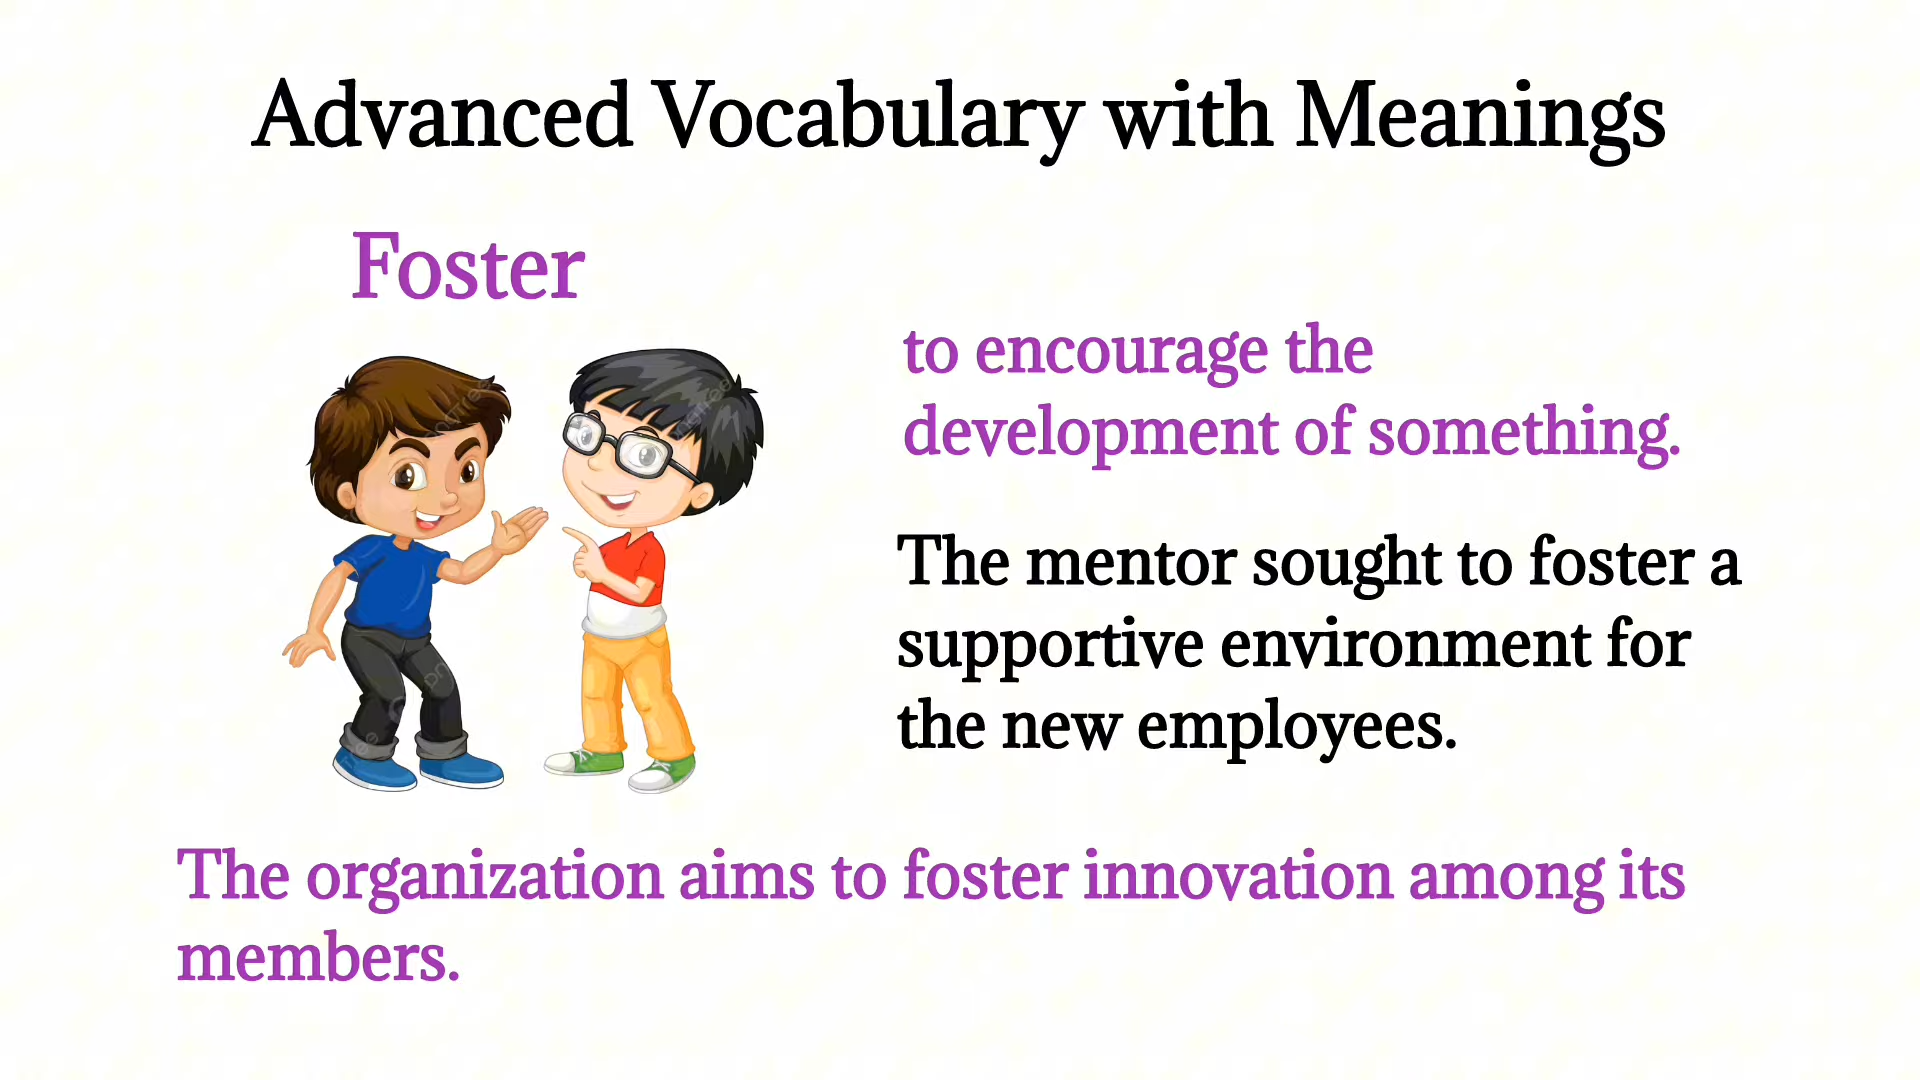 Advanced Vocabulary with Meanings
Foster
to encourage the
development of something.
The mentor sought to foster a
supportive environment for
the new employees.
The organization aims to foster innovation among its
members.